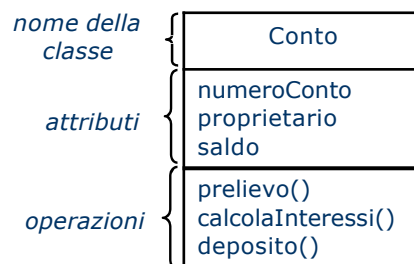 nome della
classe
Conto
attributi
numeroConto
proprietario
saldo
operazioni
prelievo()
calcolaInteressi()
deposito()